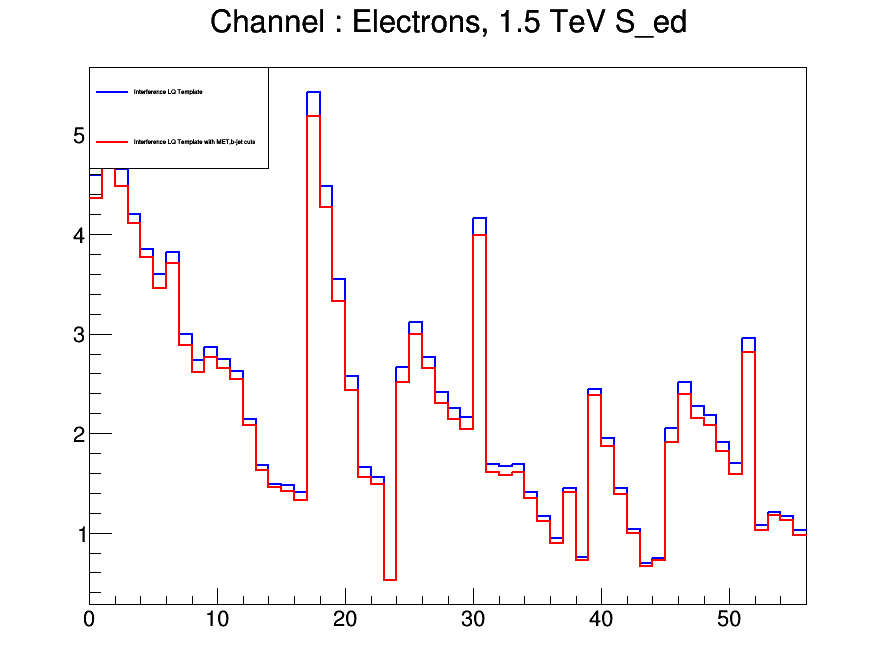 Channel : Electrons, 1.5 TeV S_ed
Interference LQ Template
Interference LQ Template with MET,b-jet cuts
5
4
3
2
1
0 10 20 30 40 50